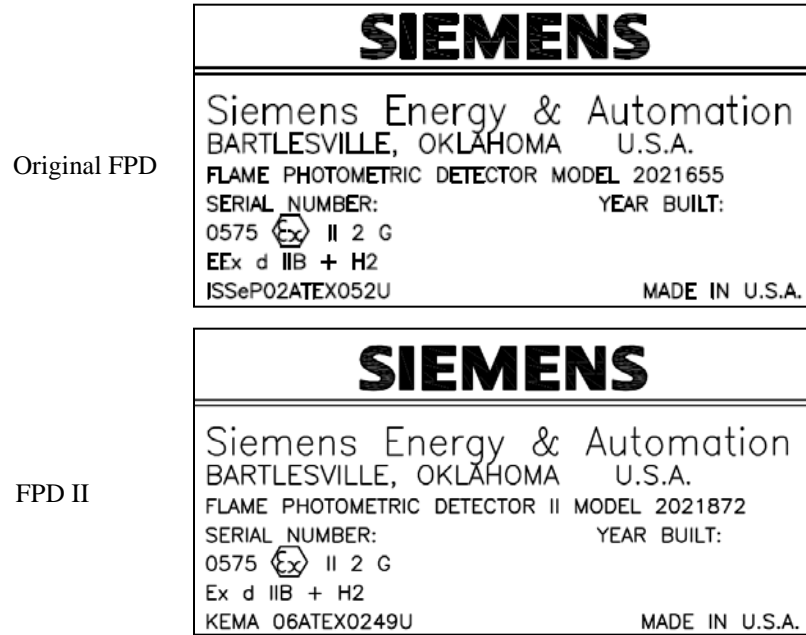 SIEMENS
Siemens Energy & Automation
BARTLESVILLE, OKLAHOMA U.S.A.
Original FPD
FLAME PHOTOMETRIC DETECTOR MODEL 2021655
SERIAL NUMBER: YEAR BUILT:
0575 Ex II 2 G
EEx d IIB + H2
ISSeP02ATEX052U MADE IN U.S.A.
SIEMENS
Siemens Energy & Automation
BARTLESVILLE, OKLAHOMA U.S.A.
FPD II
FLAME PHOTOMETRIC DETECTOR II MODEL 2021872
SERIAL NUMBER: YEAR BUILT:
0575 Ex II 2 G
Ex d IIB + H2
KEMA 06ATEX0249U MADE IN U.S.A.